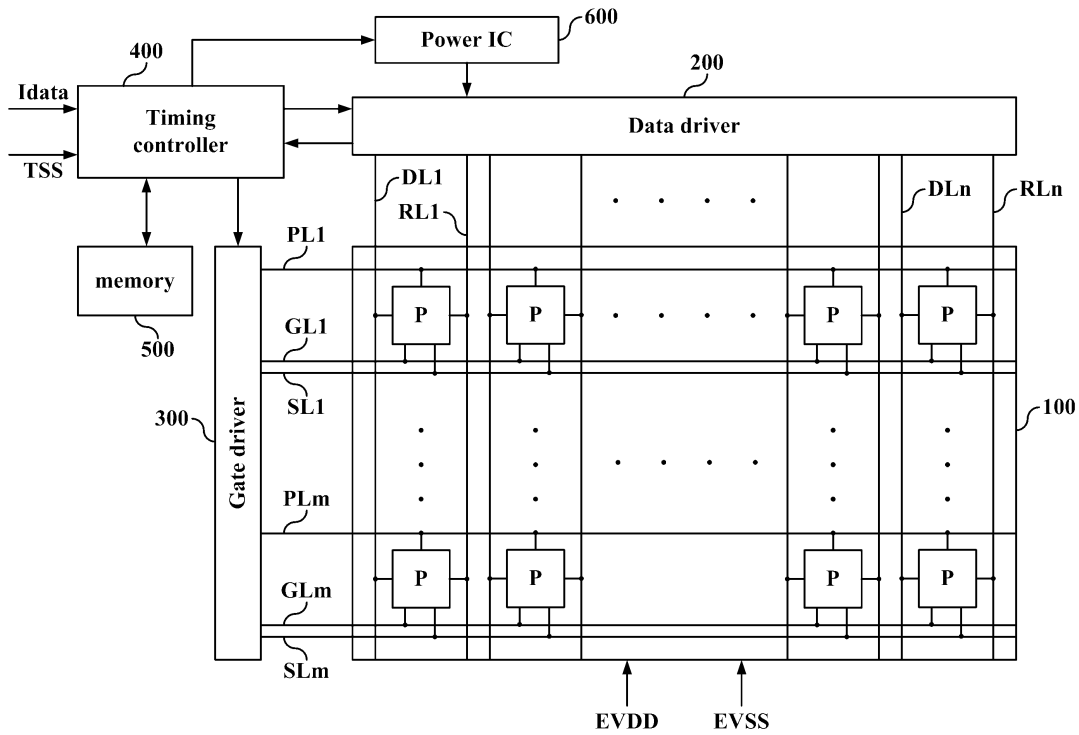 600
Power IC
400
200
Idata
Timing
controller
Data driver
TSS
DL1
DLn
RLn
RL1
PL1
memory
P
P
P
P
GL1
500
SL1
300
100
Gate driver
PLm
P
P
P
P
GLm
SLm
EVDD
EVSS